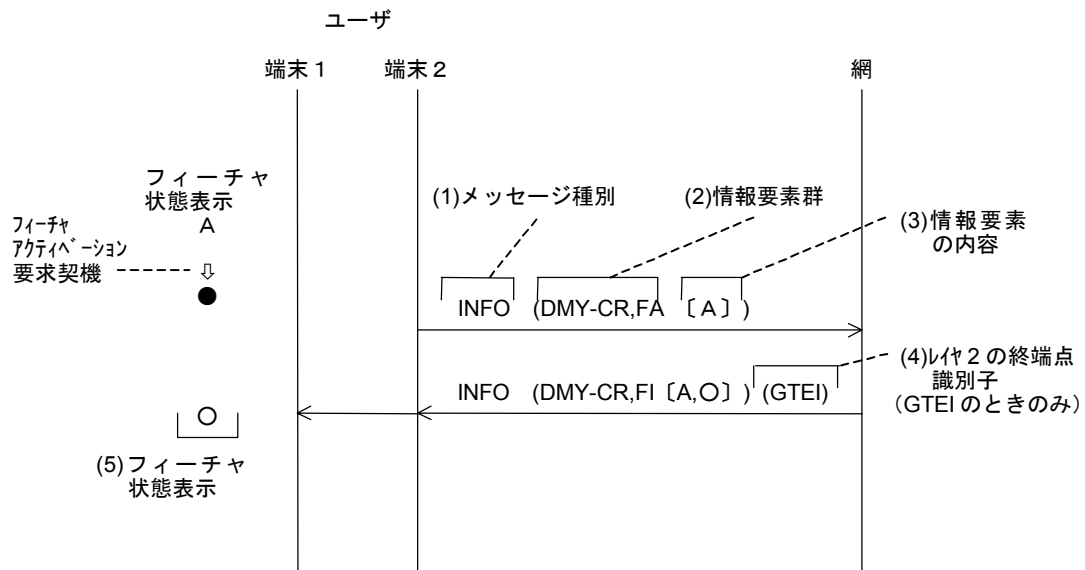 ユーザ
端末1
端末2
網
フィーチャ
状態表示
A
ﾌｨｰﾁｬ
ｱｸﾃｨﾍﾞｰｼｮﾝ
要求契機
(1)メッセージ種別
(2)情報要素群
(3)情報要素
の内容
INFO (DMY-CR,FA 〔A〕)
INFO (DMY-CR,FI〔A,○〕) (GTEI)
(4)ﾚｲﾔ2の終端点
識別子
(GTEIのときのみ)
(5)フィーチャ
状態表示